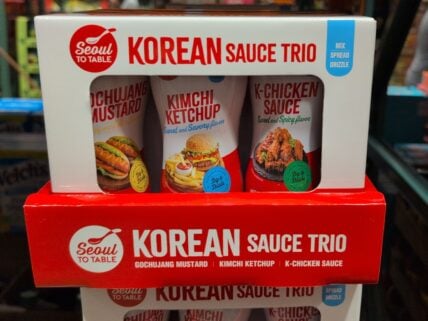 Seoul
TO TABLE
KOREAN SAUCE TRIO
MIX
SPREAD
DRIZZLE
OCHUJANG
MUSTARD
KIMCHI
KETCHUP
Sweet and Savory flavor
K-CHICKEN
SAUCE
Sweet and Spicy flavor
Seoul
TO TABLE
KOREAN SAUCE TRIO
GOCHUJANG MUSTARD | KIMCHI KETCHUP | K-CHICKEN SAUCE
Seoul
TO TABLE
KOREAN SAUCE TRIO